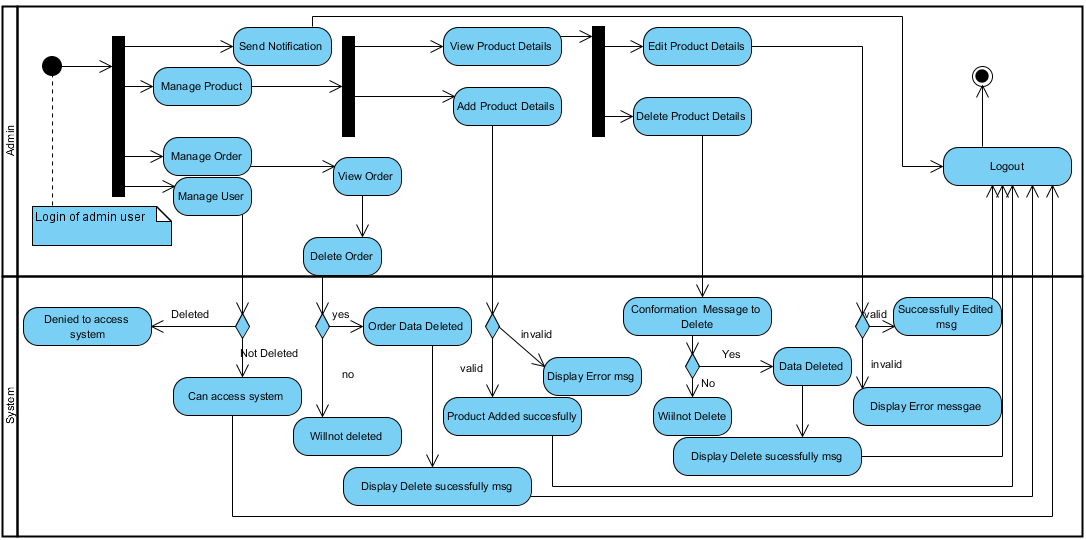 Admin
Send Notification
View Product Details
Edit Product Details
Manage Product
Add Product Details
Delete Product Details
Manage Order
View Order
Logout
Manage User
Login of admin user
Delete Order
System
Denied to access
system
Deleted
Not Deleted
Can access system
yes
Order Data Deleted
no
Willnot deleted
Display Delete sucessfully msg
invalid
valid
Display Error msg
Product Added succesfully
Conformation Message to
Delete
Yes
Data Deleted
No
Wiilnot Delete
Display Delete sucessfully msg
valid
Successfully Edited
msg
invalid
Display Error messgae